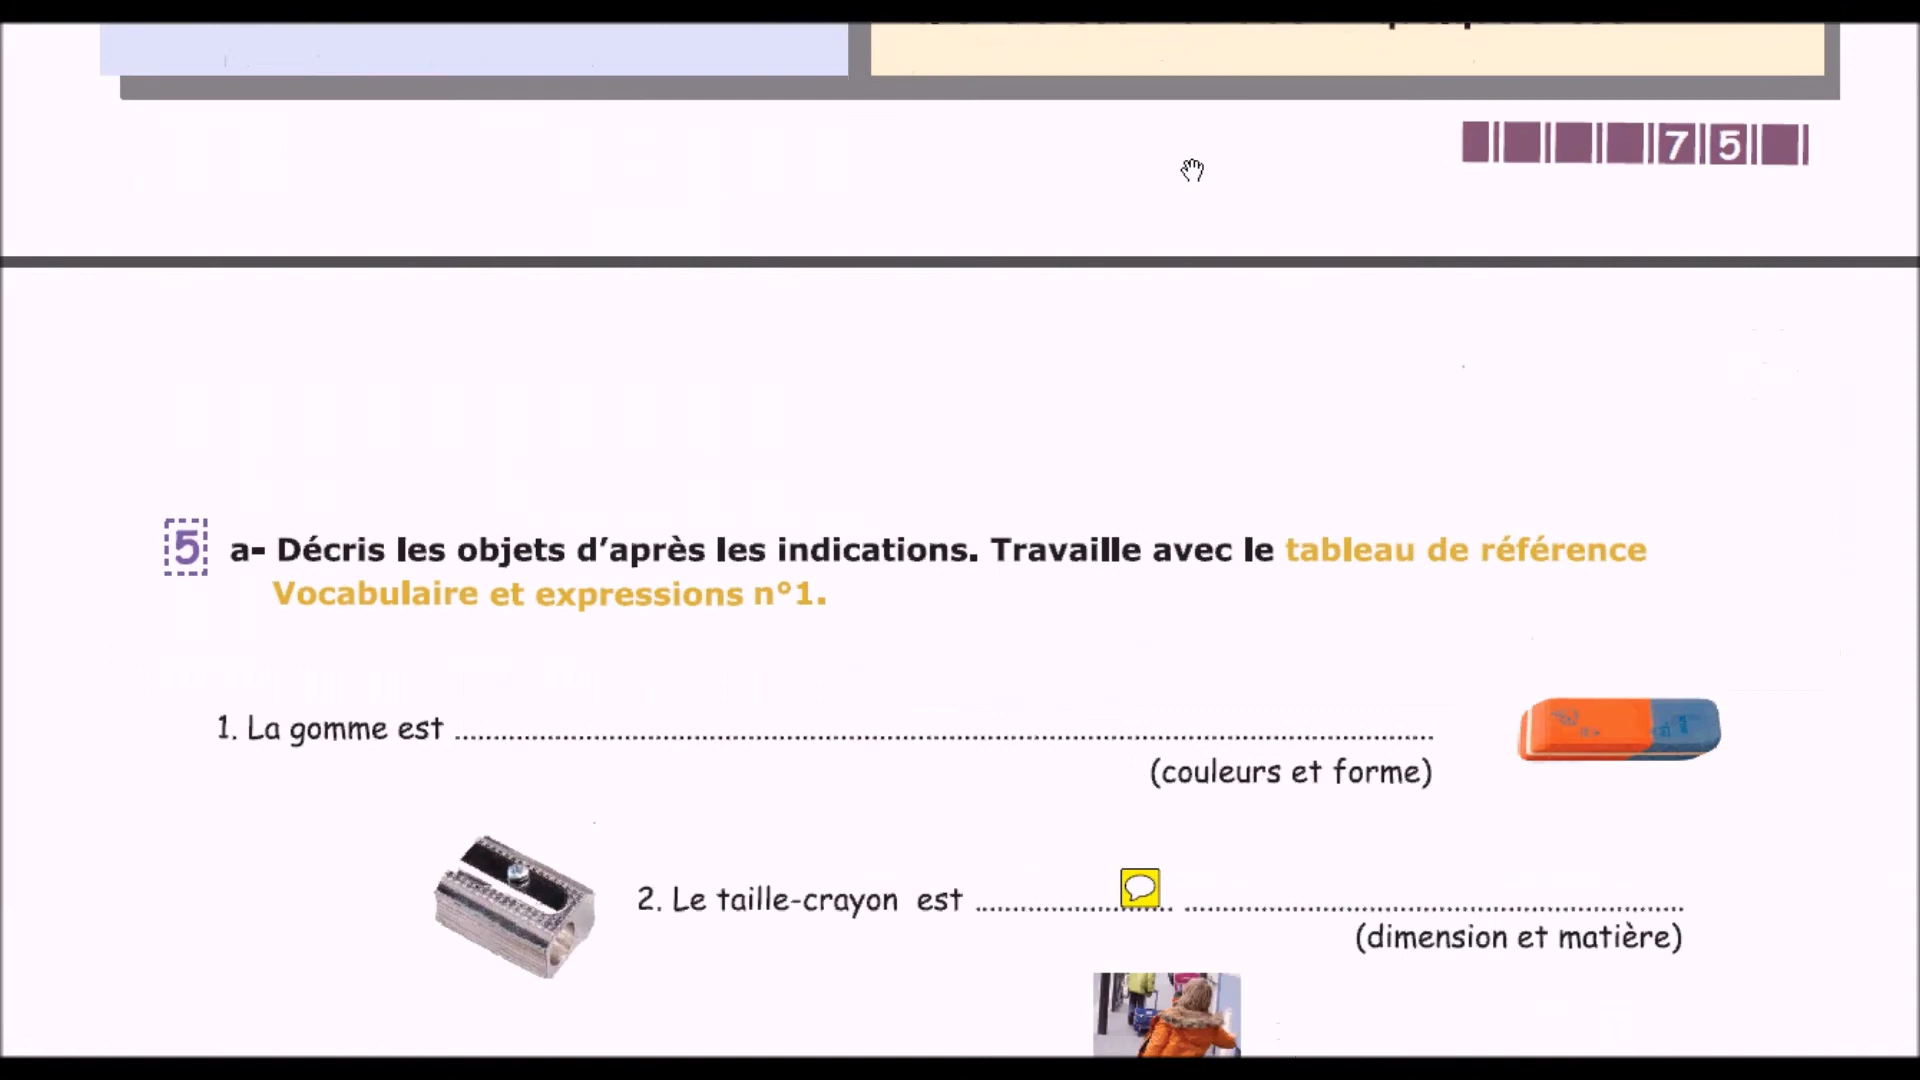 75
5 a- Décris les objets d’après les indications. Travaille avec le tableau de référence
Vocabulaire et expressions n°1.
1. La gomme est ........................................
(couleurs et forme)
2. Le taille-crayon est .................... ........................................
(dimension et matière)